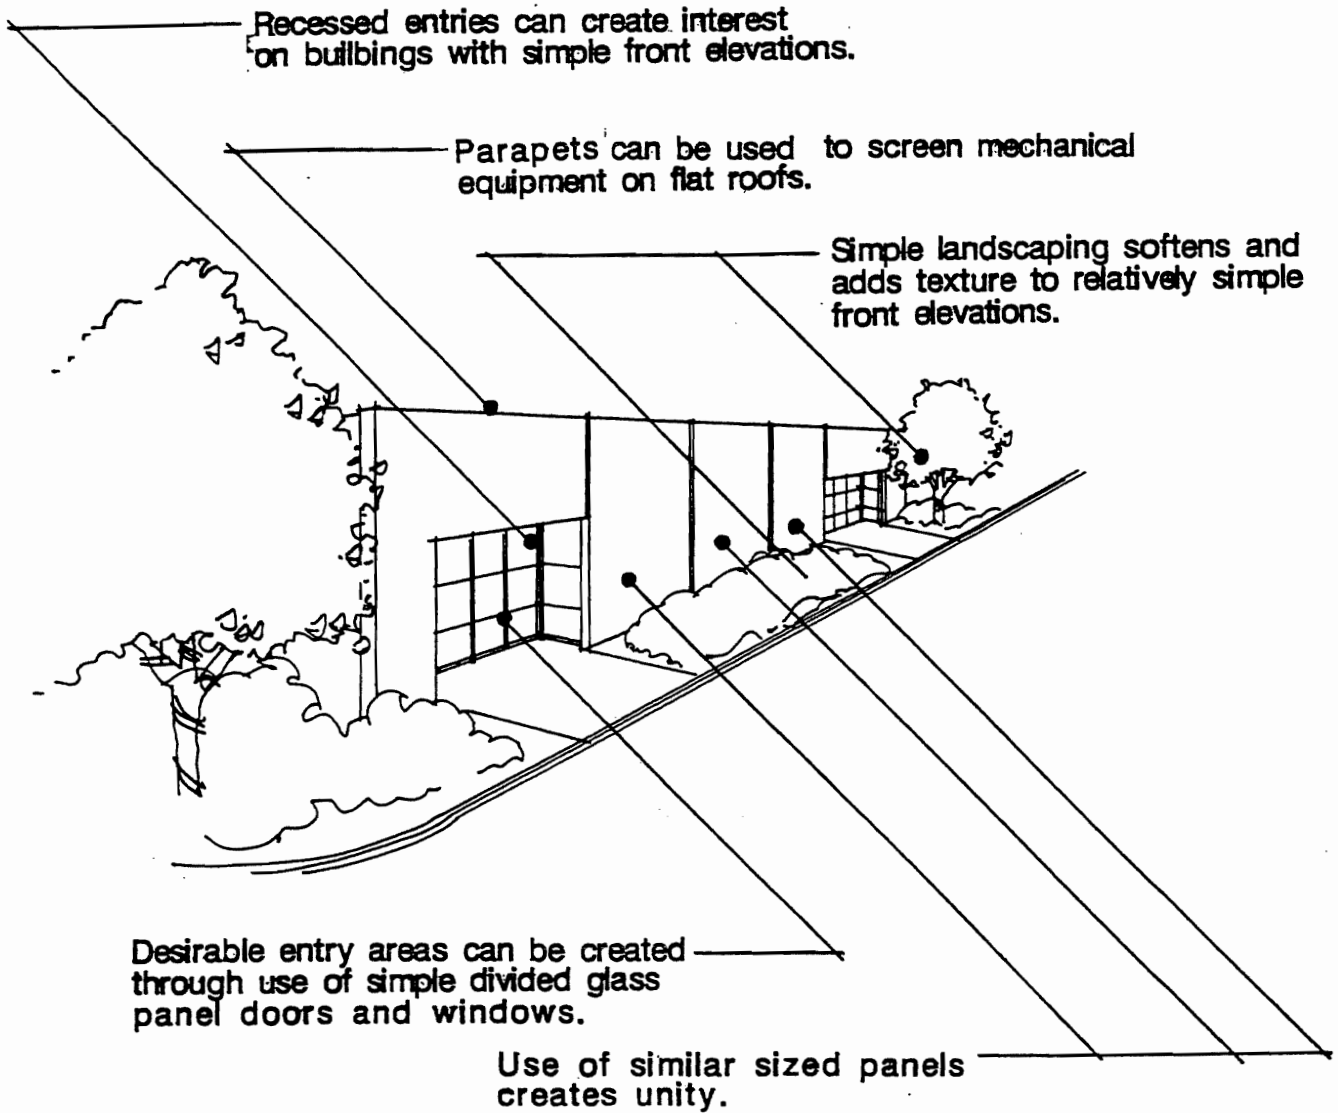 Recessed entries can create interest
on builbings with simple front elevations.
Parapets can be used to screen mechanical
equipment on flat roofs.
Simple landscaping softens and
adds texture to relatively simple
front elevations.
Desirable entry areas can be created
through use of simple divided glass
panel doors and windows.
Use of similar sized panels
creates unity.